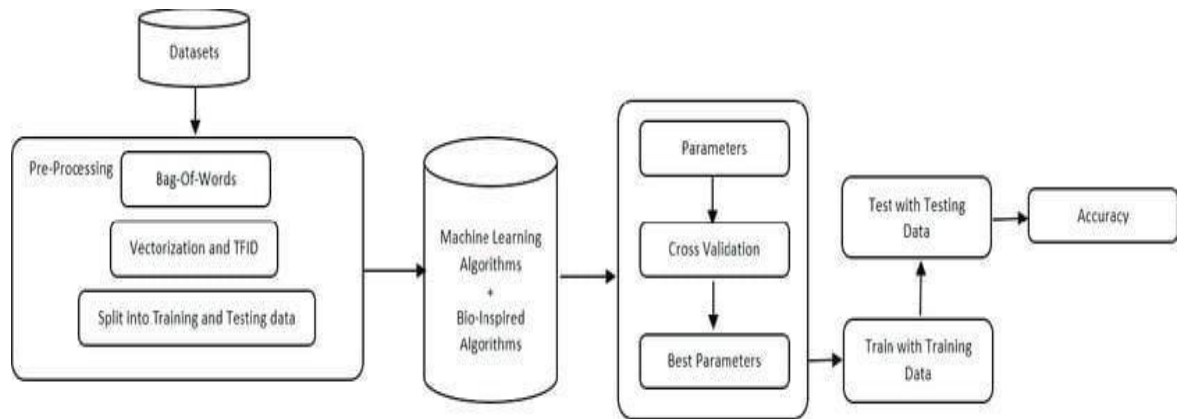 Datasets
Pre-Processing
Bag-Of-Words
Vectorization and TFID
Split into Training and Testing data
Machine Learning
Algorithms
+
Bio-Inspired
Algorithms
Parameters
Cross Validation
Best Parameters
Train with Training
Data
Test with Testing
Data
Accuracy